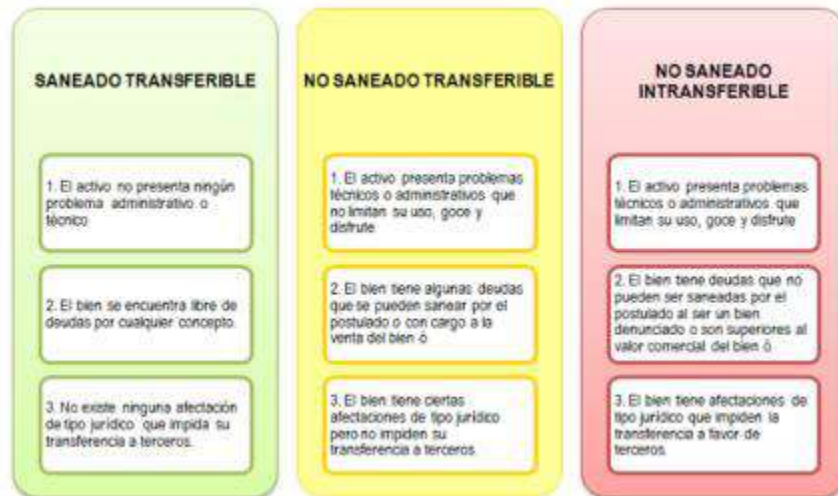 SANEADO TRANSFERIBLE
1. El activo no presenta ningún
problema administrativo o
técnico
2. El bien se encuentra libre de
deudas por cualquier concepto.
3. No existe ninguna afectación
de tipo jurídico que impida su
transferencia a terceros.
NO SANEADO TRANSFERIBLE
1. El activo presenta problemas
técnicos o administrativos que
no limitan su uso, goce y
disfrute
2. El bien tiene algunas deudas
que se pueden sanear por el
postulado o con cargo a la
venta del bien ó
3. El bien tiene ciertas
afectaciones de tipo jurídico
pero no impiden su
transferencia a terceros
NO SANEADO
INTRANSFERIBLE
1. El activo presenta problemas
técnicos o administrativos que
limitan su uso, goce y disfrute
2. El bien tiene deudas que no
pueden ser saneadas por el
postulado al ser un bien
denunciado o son superiores al
valor comercial del bien ó
3. El bien tiene afectaciones de
tipo jurídico que impiden la
transferencia a favor de
terceros